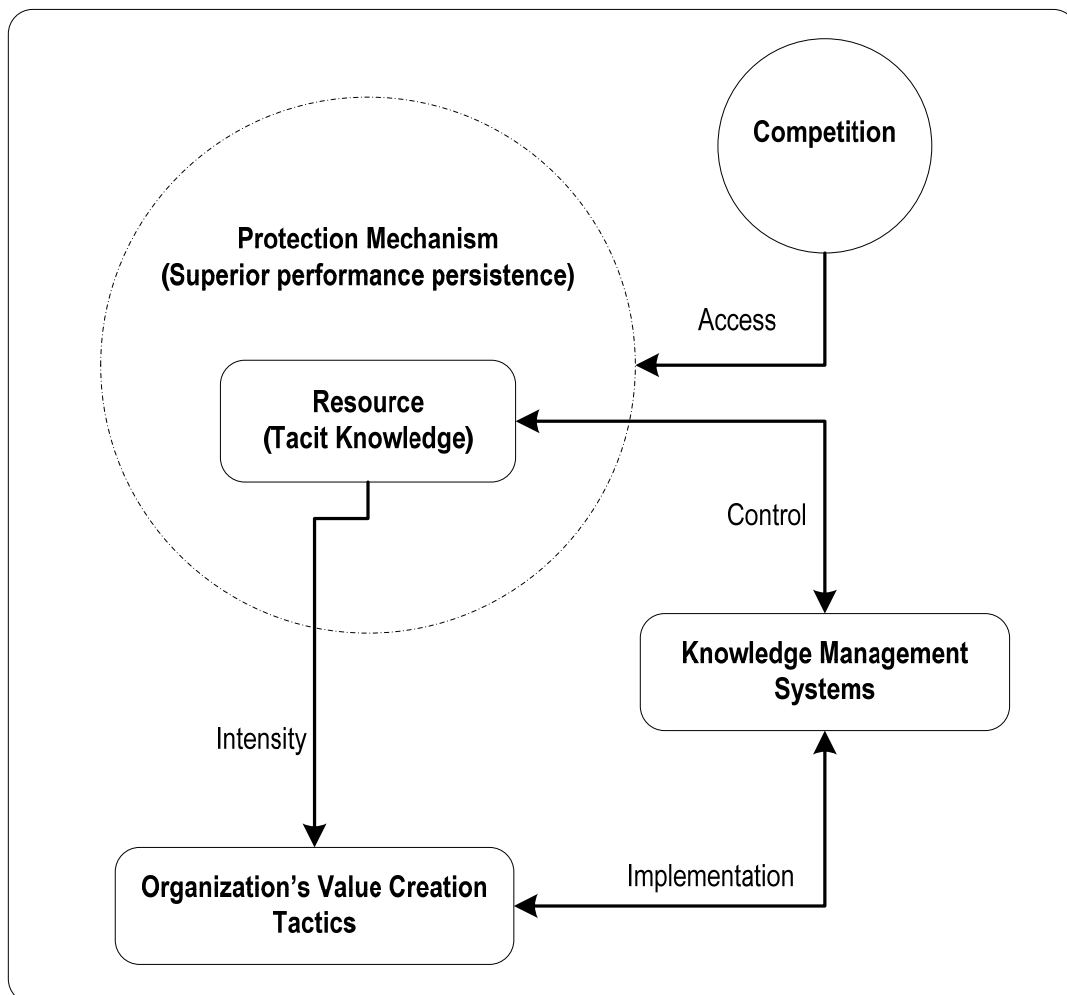 Competition
Protection Mechanism
(Superior performance persistence)
Access
Resource
(Tacit Knowledge)
Control
Knowledge Management
Systems
Intensity
Implementation
Organization’s Value Creation
Tactics